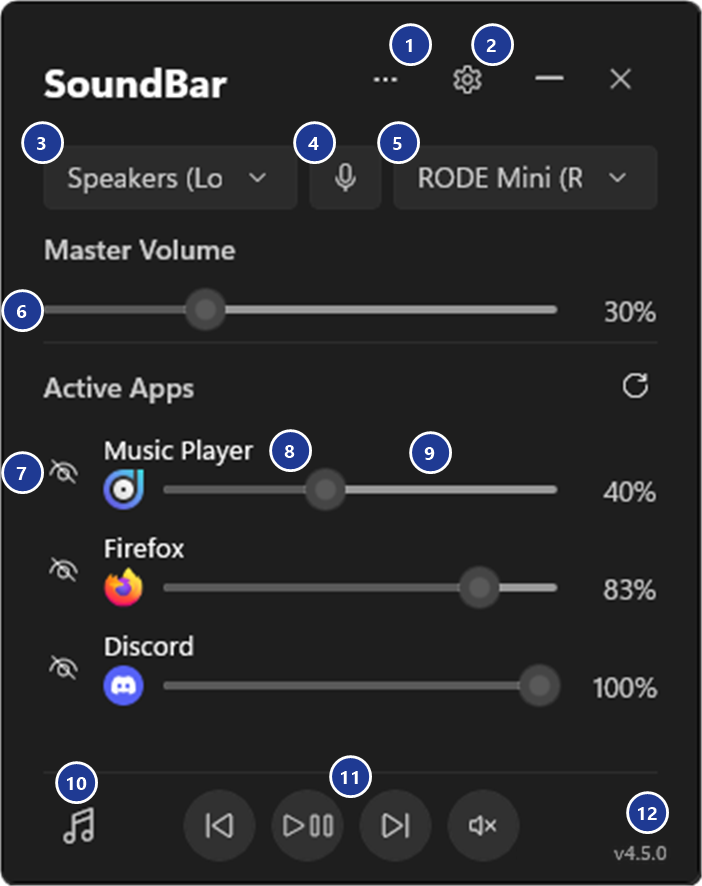 1 2
SoundBar
3 4 5
Speakers (Lo RODE Mini (R
Master Volume
6 30%
Active Apps
Music Player 8 9
7 40%
Firefox
83%
Discord
100%
10 11 12
v4.5.0